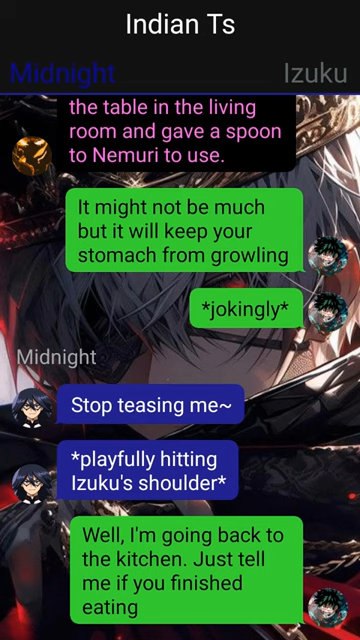 Indian Ts
Midnight
Izuku
the table in the living
room and gave a spoon
to Nemuri to use.
It might not be much
but it will keep your
stomach from growling
*jokingly*
Midnight
Stop teasing me~
*playfully hitting
Izuku's shoulder*
Well, I'm going back to
the kitchen. Just tell
me if you finished
eating